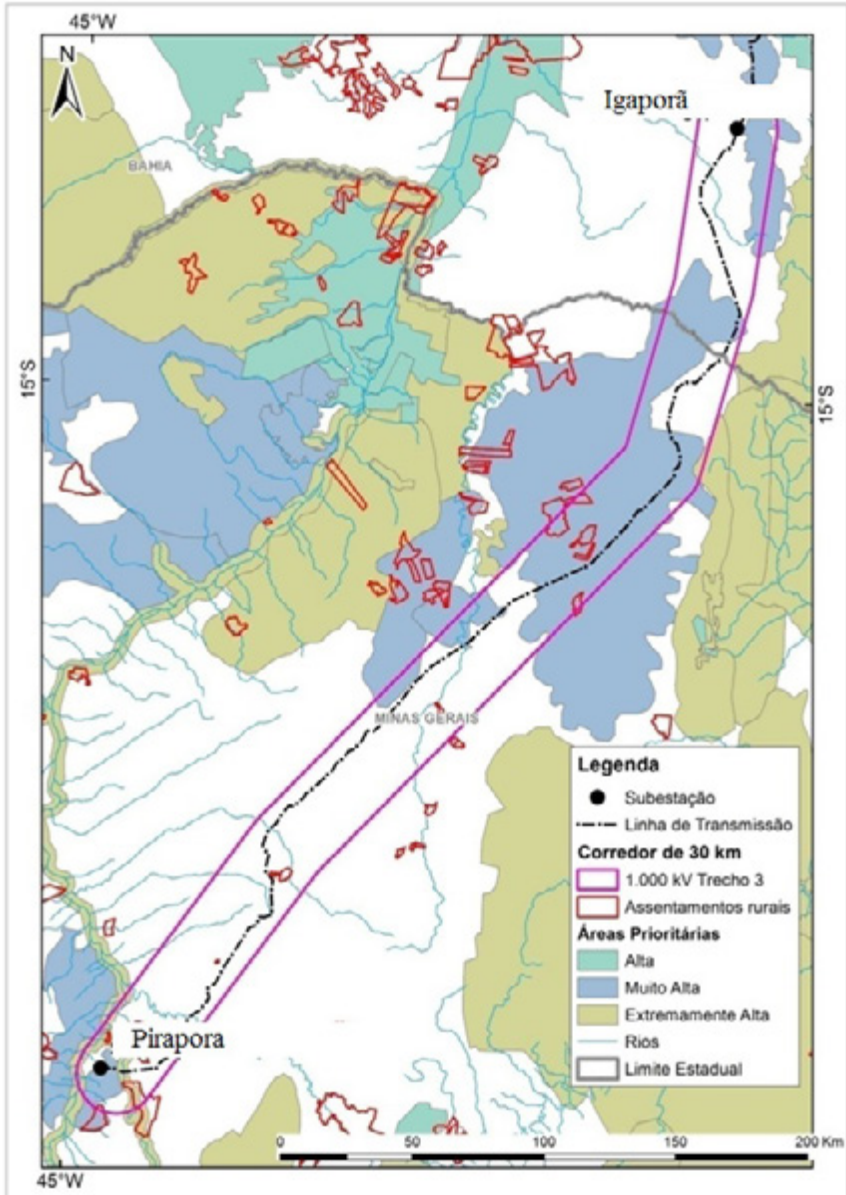 45°W
N
Igaporã
BAHIA
15°S
15°S
MINAS GERAIS
Legenda
Subestação
Linha de Transmissão
Corredor de 30 km
1.000 kV Trecho 3
Assentamentos rurais
Áreas Prioritárias
Alta
Muito Alta
Extremamente Alta
Rios
Limite Estadual
Pirapora
0 50 100 150 200 Km
45°W